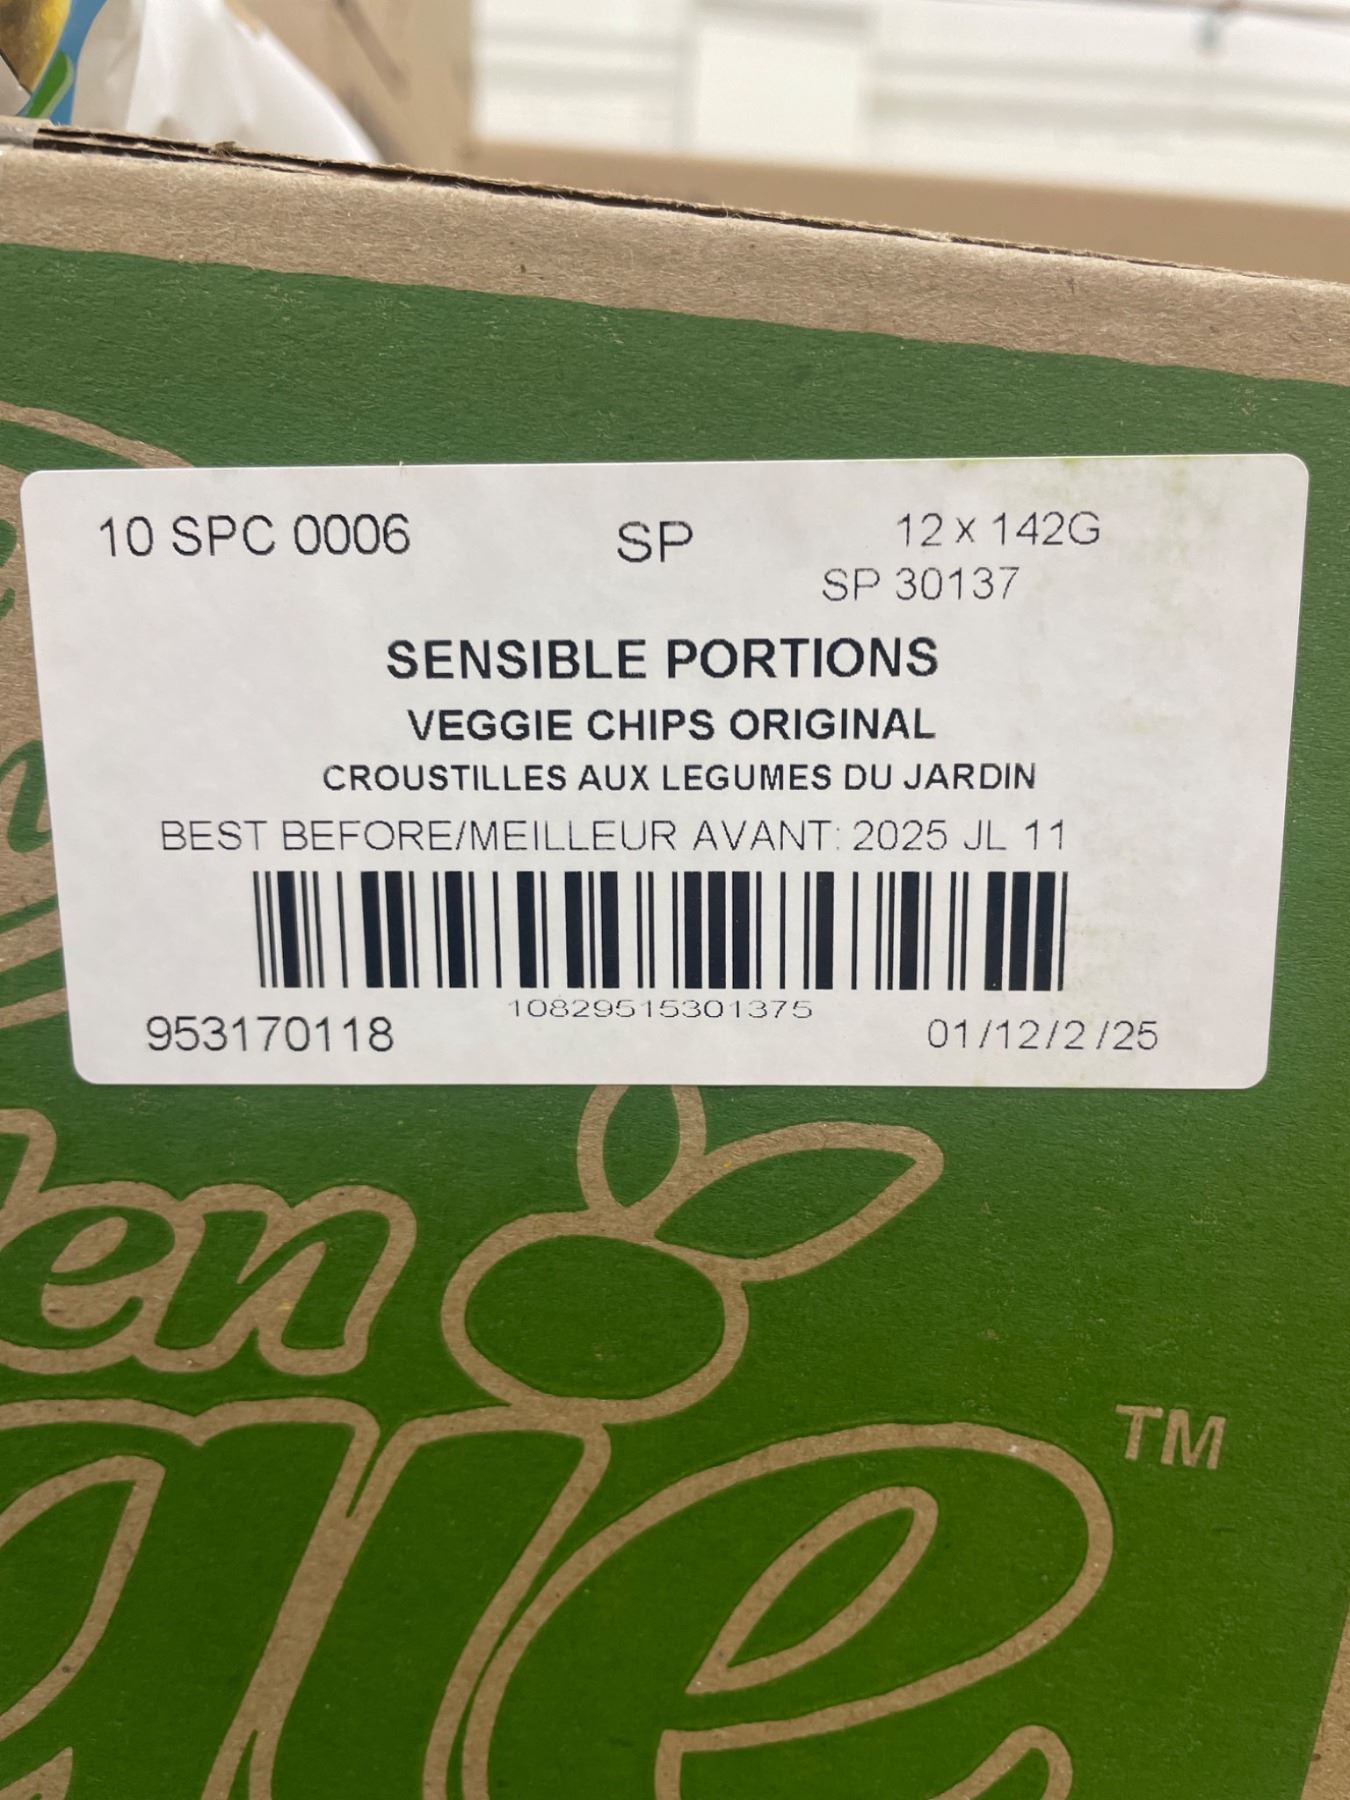 10 SPC 0006 SP 12 x 142G
SP 30137
SENSIBLE PORTIONS
VEGGIE CHIPS ORIGINAL
CROUSTILLES AUX LEGUMES DU JARDIN
BEST BEFORE/MEILLEUR AVANT: 2025 JL 11
10829515301375
953170118 01/12/2 /25
en
TM